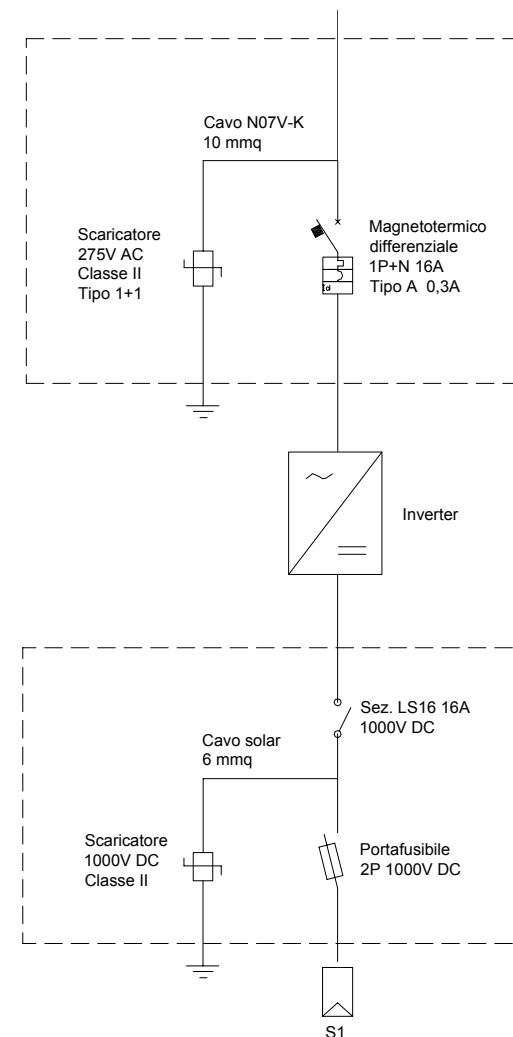 Cavo N07V-K
10 mmq
Scaricatore
275V AC
Classe II
Tipo 1+1
Magnetotermico
differenziale
1P+N 16A
Tipo A 0,3A
Id
Inverter
Sez. LS16 16A
1000V DC
Cavo solar
6 mmq
Scaricatore
1000V DC
Classe II
Portafusibile
2P 1000V DC
S1